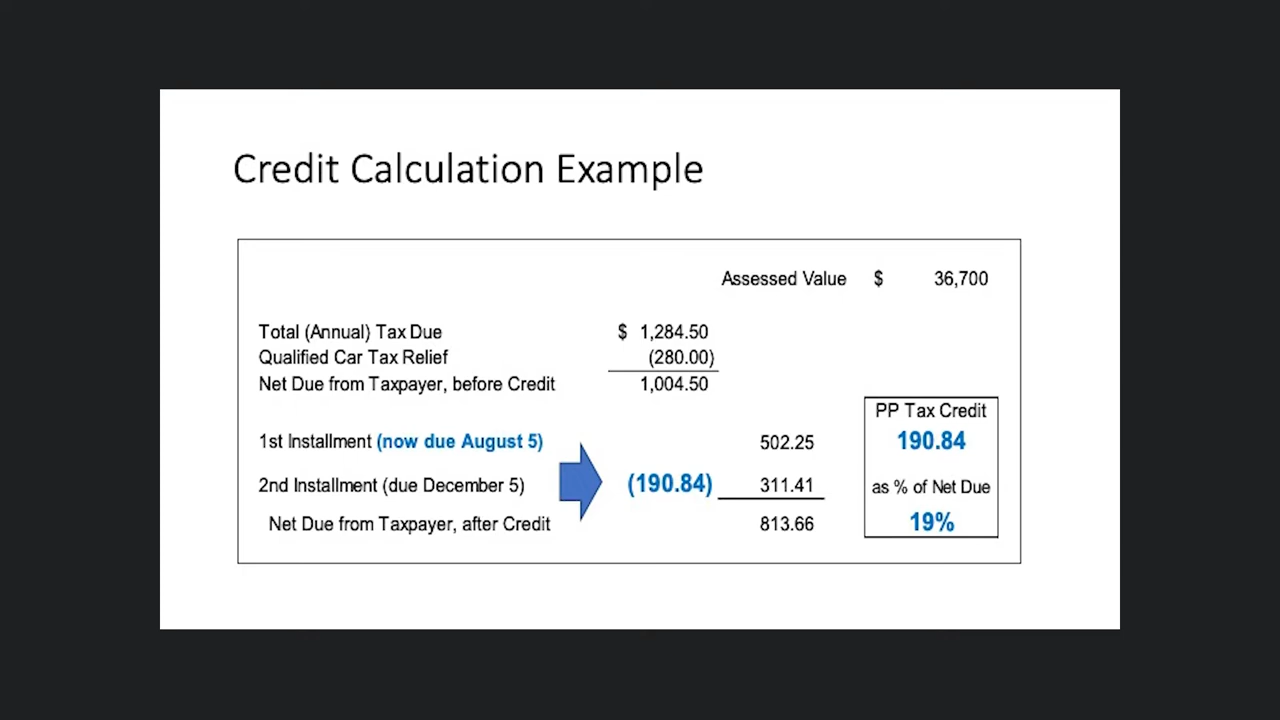 Credit Calculation Example
Assessed Value $ 36,700
Total (Annual) Tax Due $ 1,284.50
Qualified Car Tax Relief (280.00)
Net Due from Taxpayer, before Credit 1,004.50
PP Tax Credit
1st Installment (now due August 5) 502.25 190.84
2nd Installment (due December 5) (190.84) 311.41 as % of Net Due
Net Due from Taxpayer, after Credit 813.66 19%